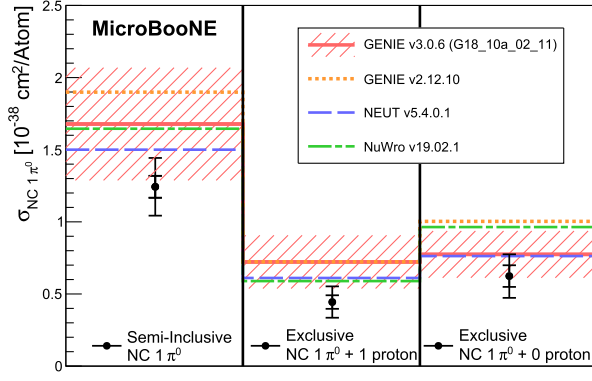 MicroBooNE
GENIE v3.0.6 (G18_10a_02_11)
GENIE v2.12.10
NEUT v5.4.0.1
NuWro v19.02.1
σNC 1 π⁰ [10⁻³⁸ cm²/Atom]
2.5
2
1.5
1
0.5
0
Semi-Inclusive
NC 1 π⁰
Exclusive
NC 1 π⁰ + 1 proton
Exclusive
NC 1 π⁰ + 0 proton